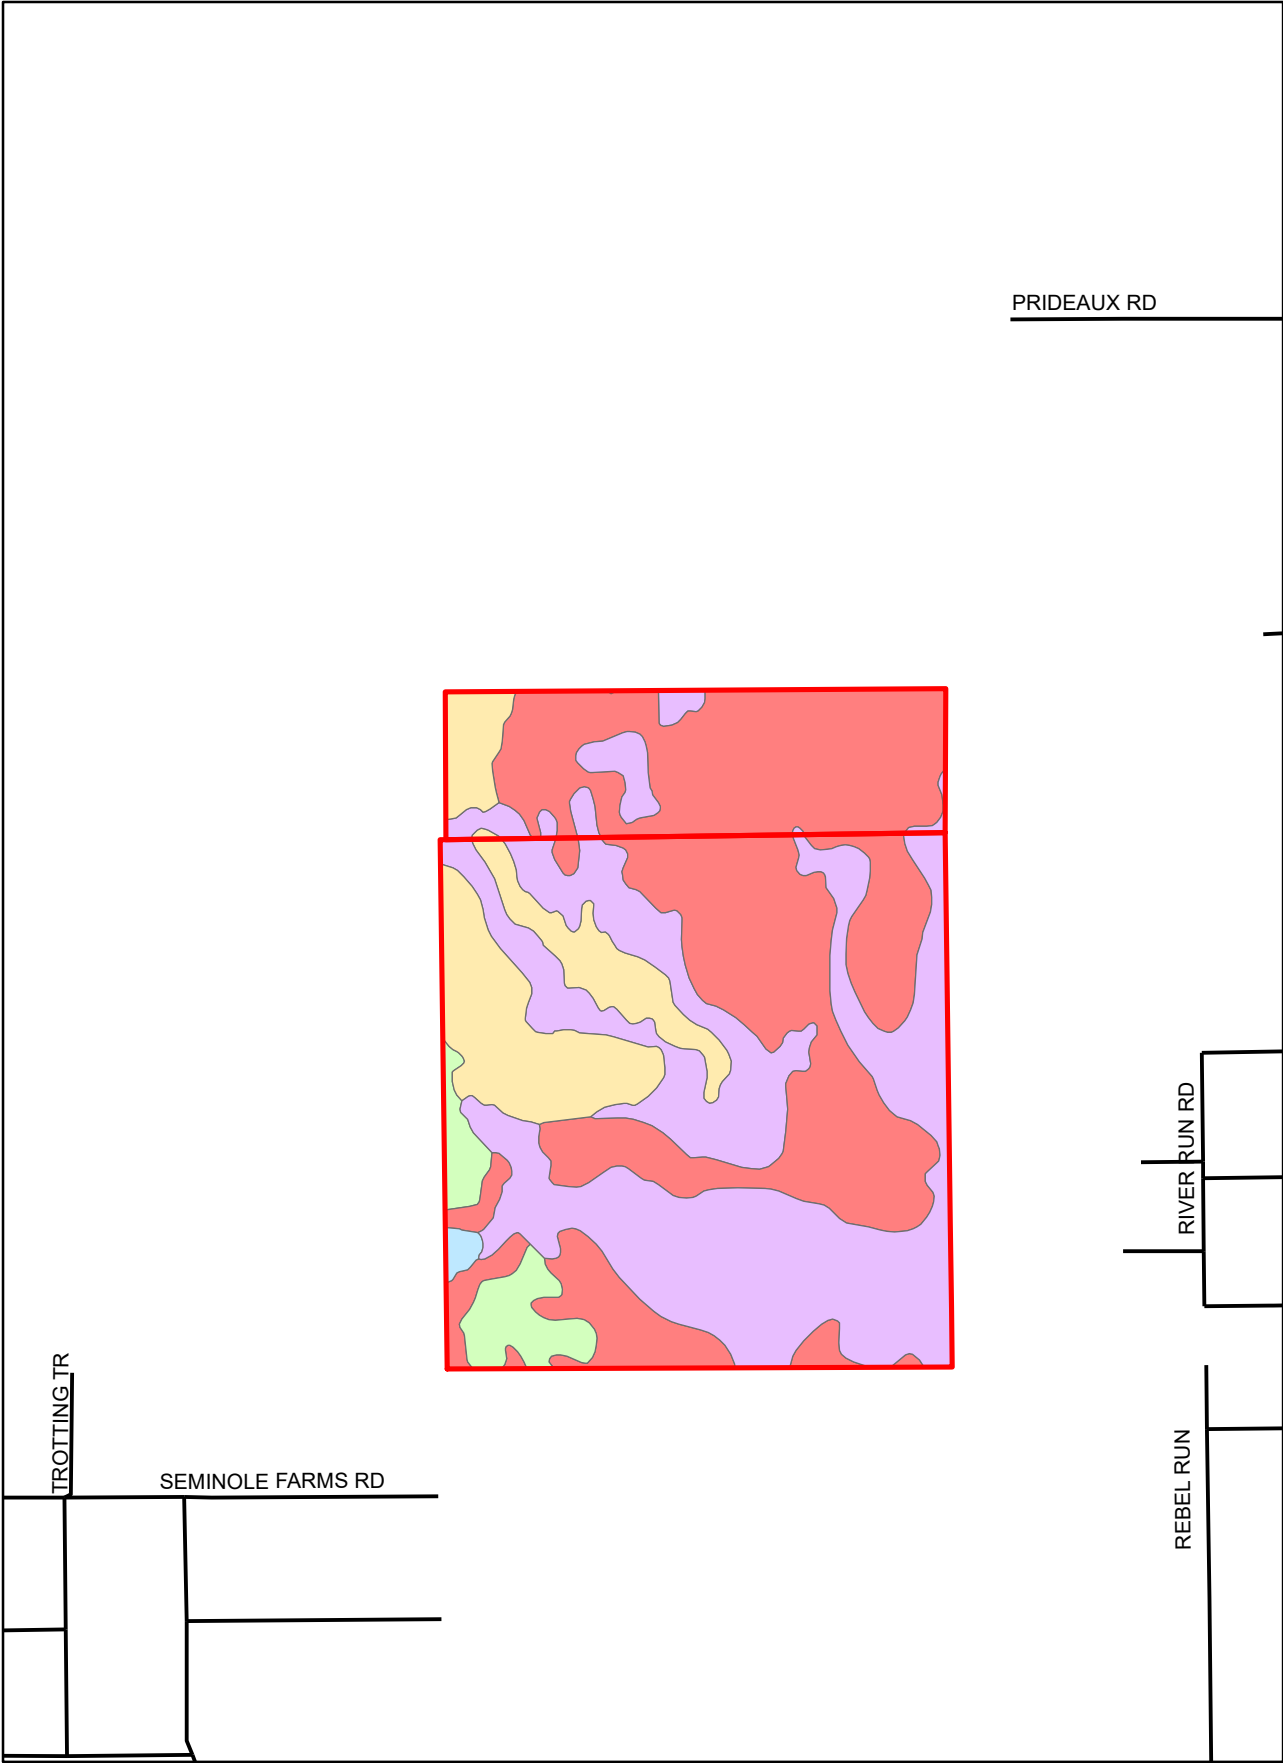 PRIDEAUX RD
RIVER RUN RD
TROTTING TR
SEMINOLE FARMS RD
REBEL RUN